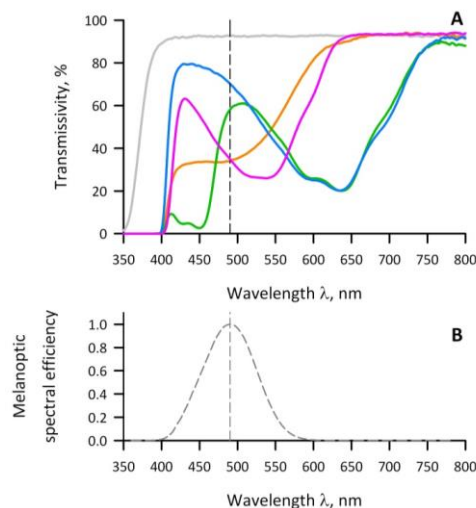 A
100
80
60
40
20
0
Transmissivity, %
350 400 450 500 550 600 650 700 750 800
Wavelength λ, nm
B
1.0
0.8
0.6
0.4
0.2
0.0
Melanoptic
spectral efficiency
350 400 450 500 550 600 650 700 750 800
Wavelength λ, nm